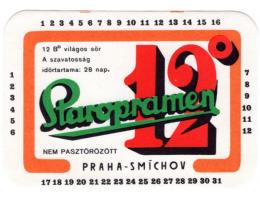 1 2 3 4 5 6 7 8 9 10 11 12 13 14 15 16
12 B° világos sör
A szavatosság
időtartama: 28 nap.
12°
Staropramen
1
2
3
4
5
6
7
8
9
10
11
12
NEM PASZTŐRÖZÖTT
PRAHA-SMÍCHOV
17 18 19 20 21 22 23 24 25 26 27 28 29 30 31